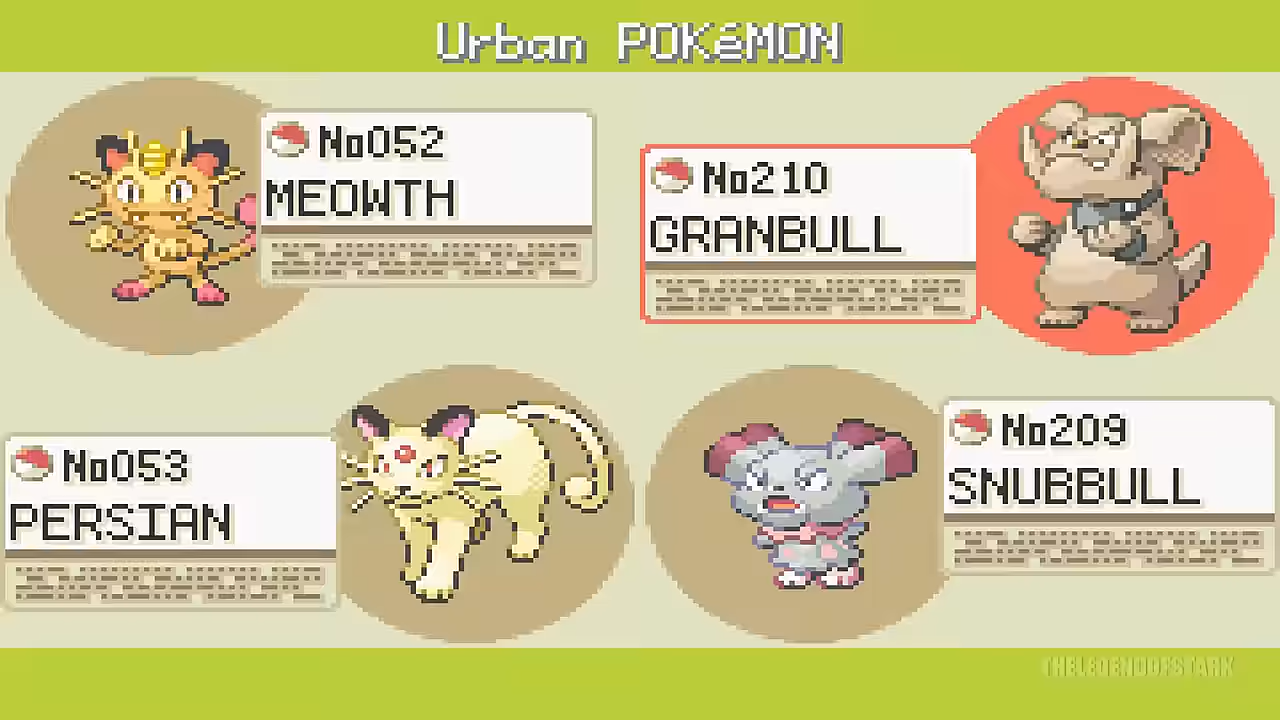 Urban POKéMON
No052
MEOWTH
No210
GRANBULL
No053
PERSIAN
No209
SNUBBULL
THELEGENDOFSTARK